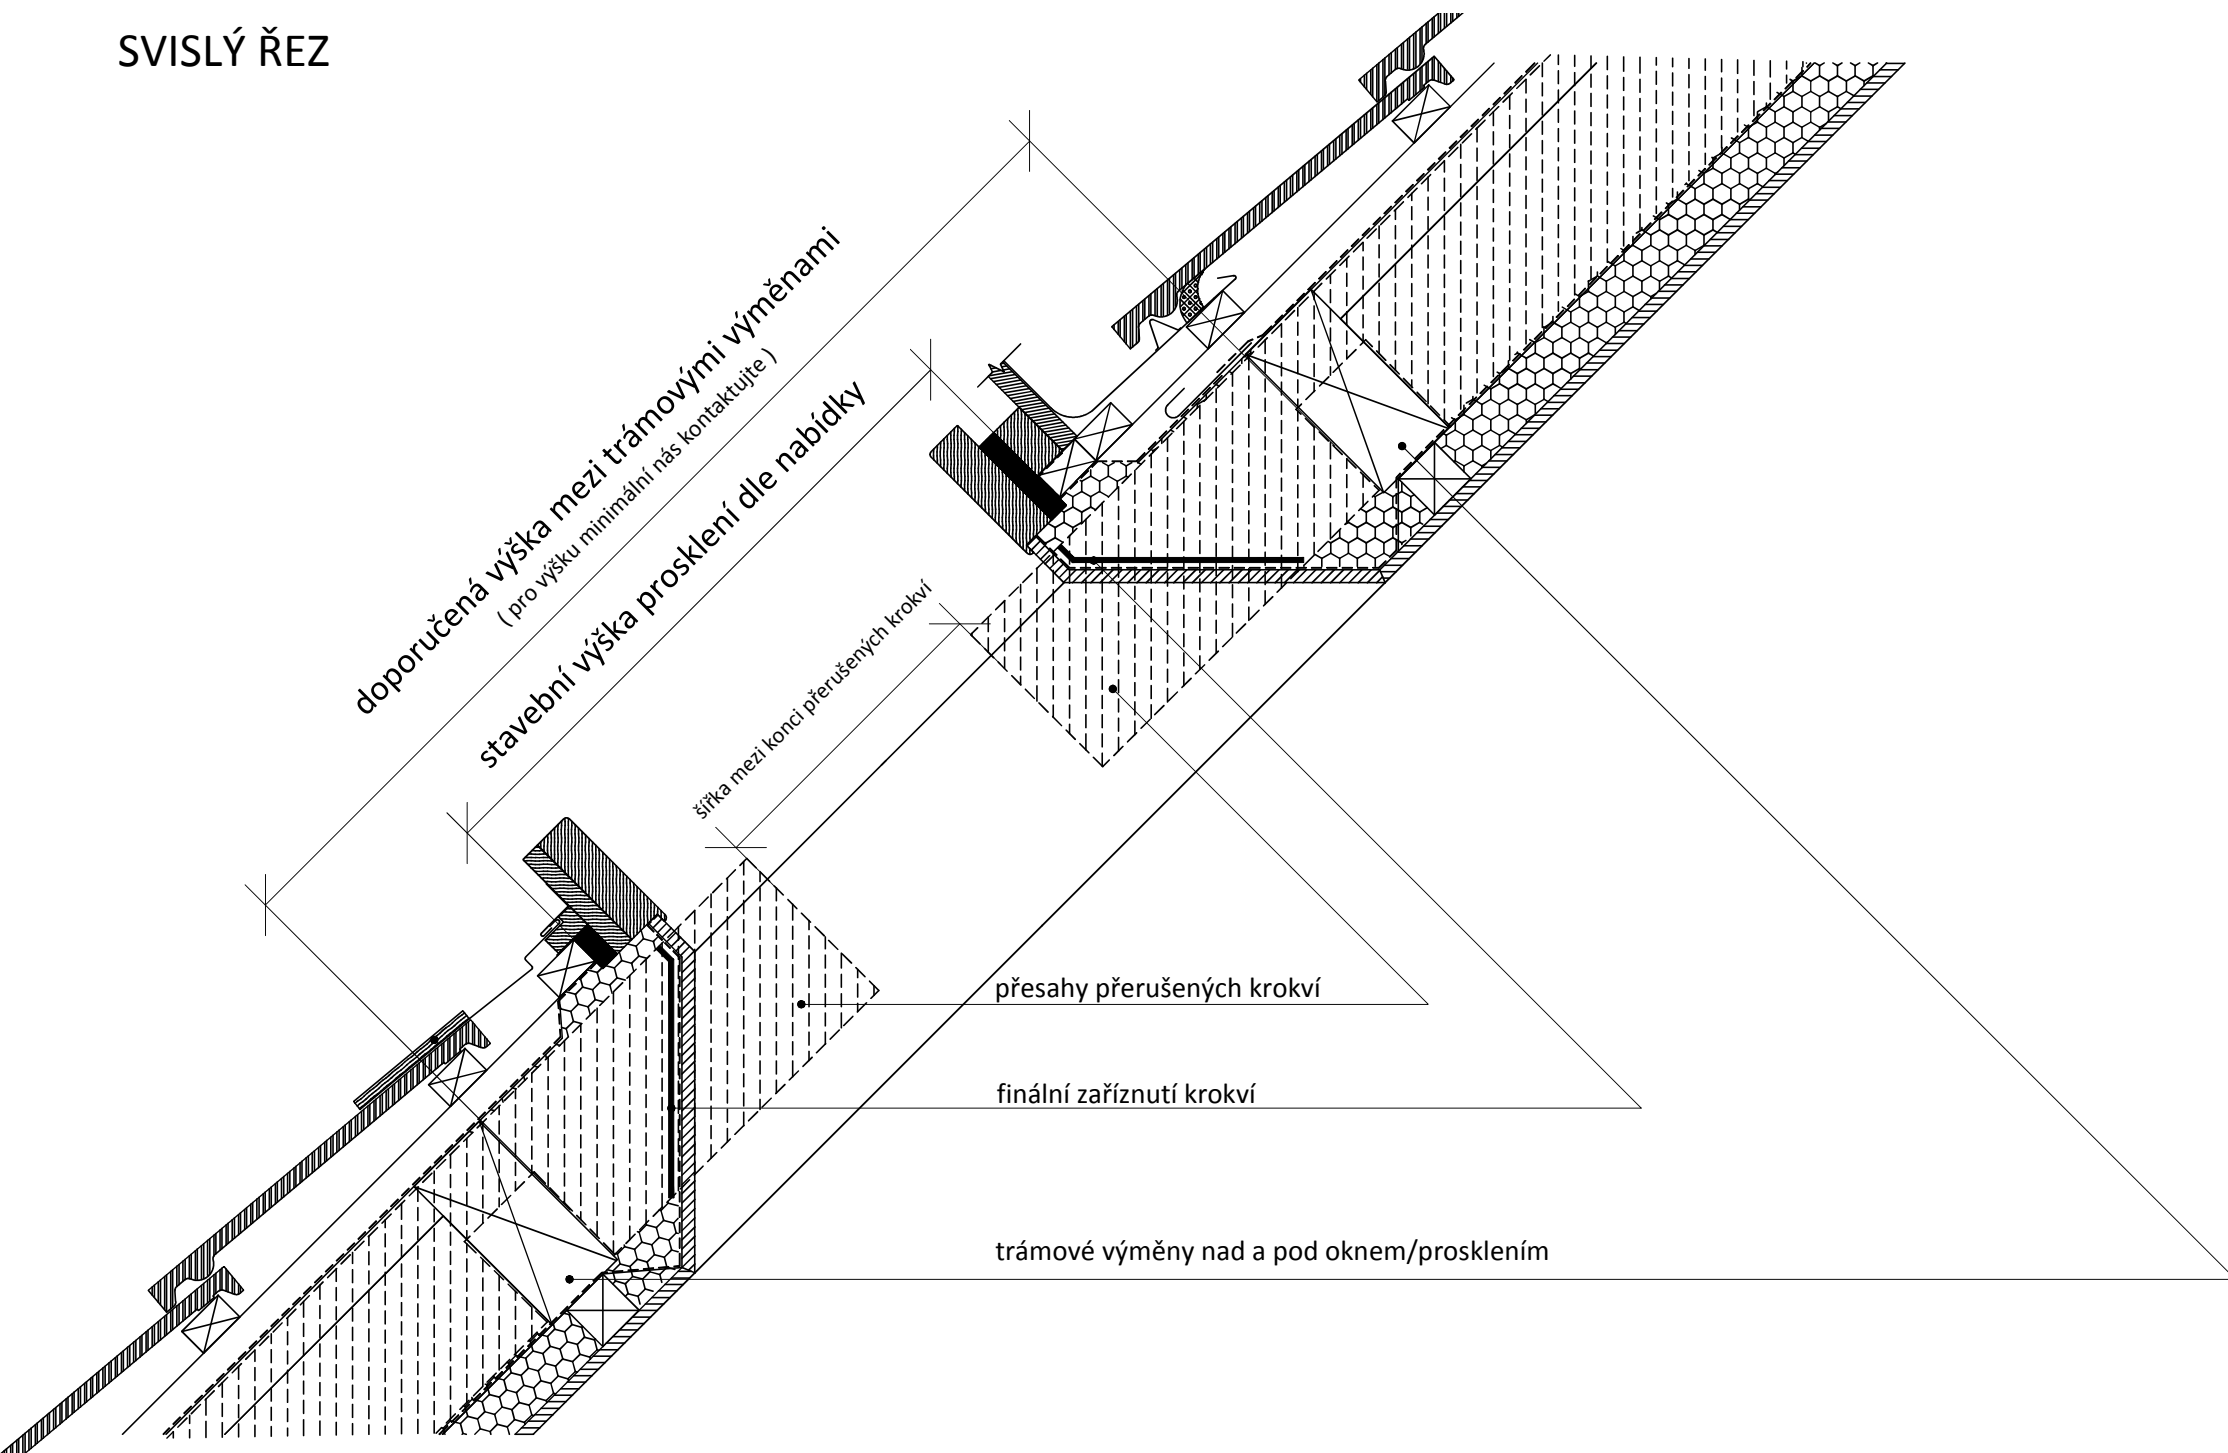 SVISLÝ ŘEZ
doporučená výška mezi trámovými výměnami
( pro výšku minimální nás kontaktujte )
stavební výška prosklení dle nabídky
šířka mezi konci přerušených krokví
přesahy přerušených krokví
finální zaříznutí krokví
trámové výměny nad a pod oknem/prosklením